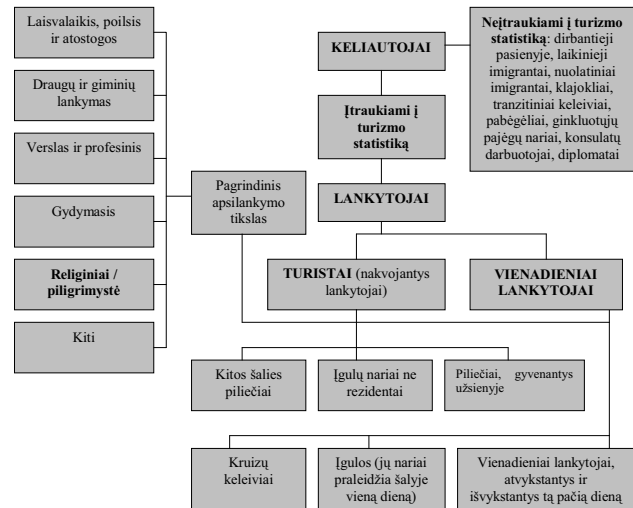 Laisvalaikis, poilsis
ir atostogos
Draugų ir giminių
lankymas
Verslas ir profesinis
Gydymasis
Religiniai /
piligrimystė
Kiti
Pagrindinis
apsilankymo
tikslas
KELIAUTOJAI
Įtraukiami į
turizmo
statistiką
LANKYTOJAI
Neįtraukiami į turizmo
statistiką: dirbantieji
pasienyje, laikinieji
imigrantai, nuolatiniai
imigrantai, klajokliai,
tranzitiniai keleiviai,
pabėgėliai, ginkluotųjų
pajėgų nariai, konsulatų
darbuotojai, diplomatai
TURISTAI (nakvojantys
lankytojai)
VIENADIENIAI
LANKYTOJAI
Kitos šalies
piliečiai
Įgulų nariai ne
rezidentai
Piliečiai, gyvenantys
užsienyje
Kruizų
keleiviai
Įgulos (jų nariai
praleidžia šalyje
vieną dieną)
Vienadieniai lankytojai,
atvykstantys ir
išvykstantys tą pačią dieną